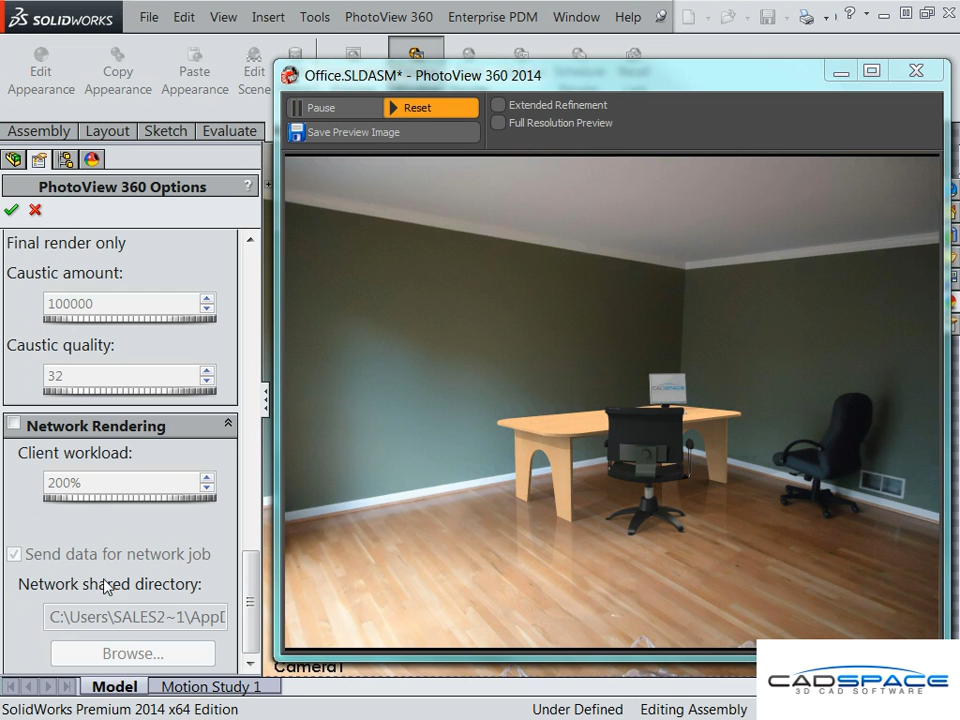 SOLIDWORKS File Edit View Insert Tools PhotoView 360 Enterprise PDM Window Help ?
Edit Appearance
Copy Appearance
Paste Appearance
Edit Scene
Assembly Layout Sketch Evaluate
Office.SLDASM* - PhotoView 360 2014
Pause Reset
Save Preview Image
Extended Refinement
Full Resolution Preview
PhotoView 360 Options ?
Final render only
Caustic amount:
100000
Caustic quality:
32
Network Rendering
Client workload:
200%
Send data for network job
Network shared directory:
C:\Users\SALES2~1\AppD
Browse...
CADSPACE
Camera1
Model Motion Study 1
SolidWorks Premium 2014 x64 Edition Under Defined Editing Assembly
CADSPACE
3D CAD SOFTWARE